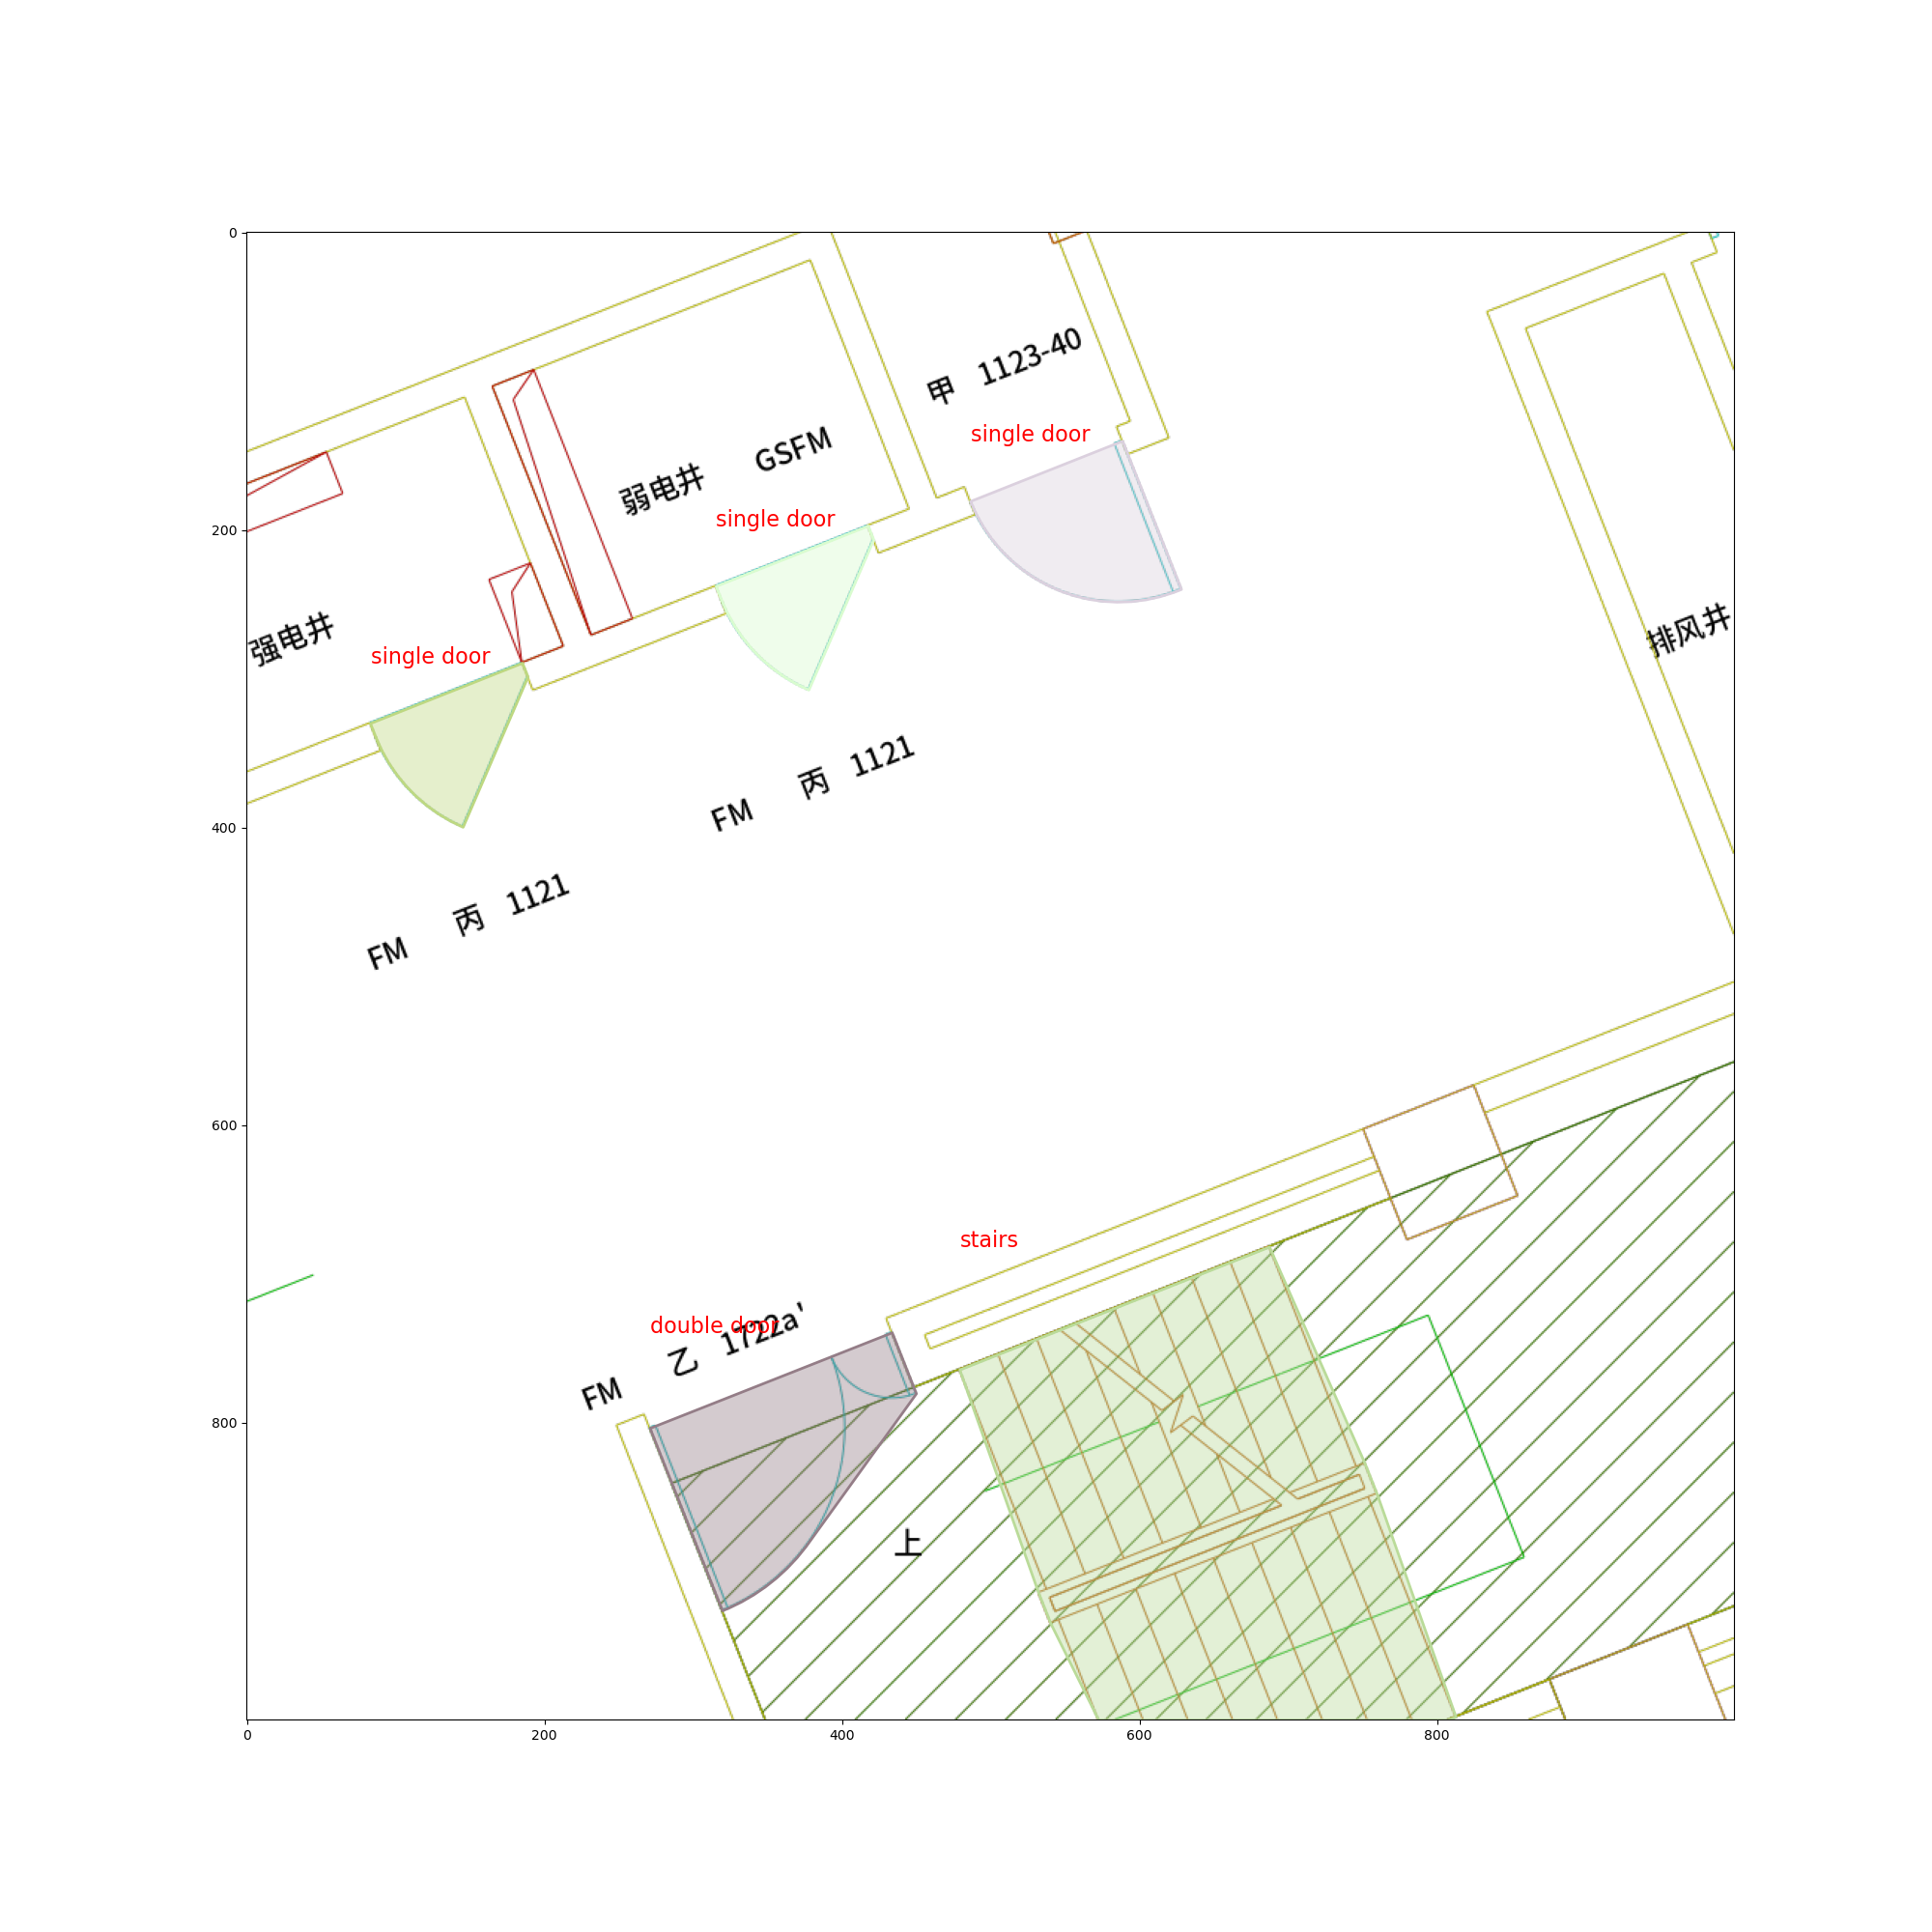 0
甲 1123-40
single door
弱电井 GSFM
single door
200
强电井
排风井
single door
FM 丙 1121
400
FM 丙 1121
600
stairs
FM 乙 1722a'
double door
800
上
0
200
400
600
800